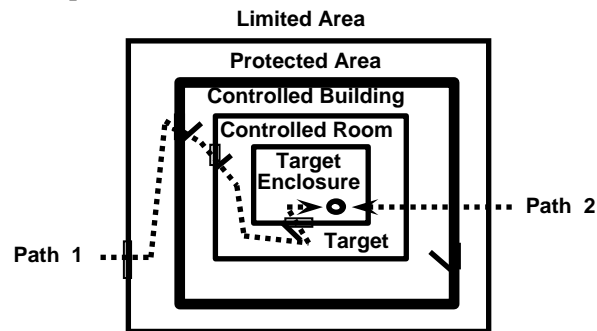 Limited Area
Protected Area
Controlled Building
Controlled Room
Target
Enclosure
Path 2
Target
Path 1